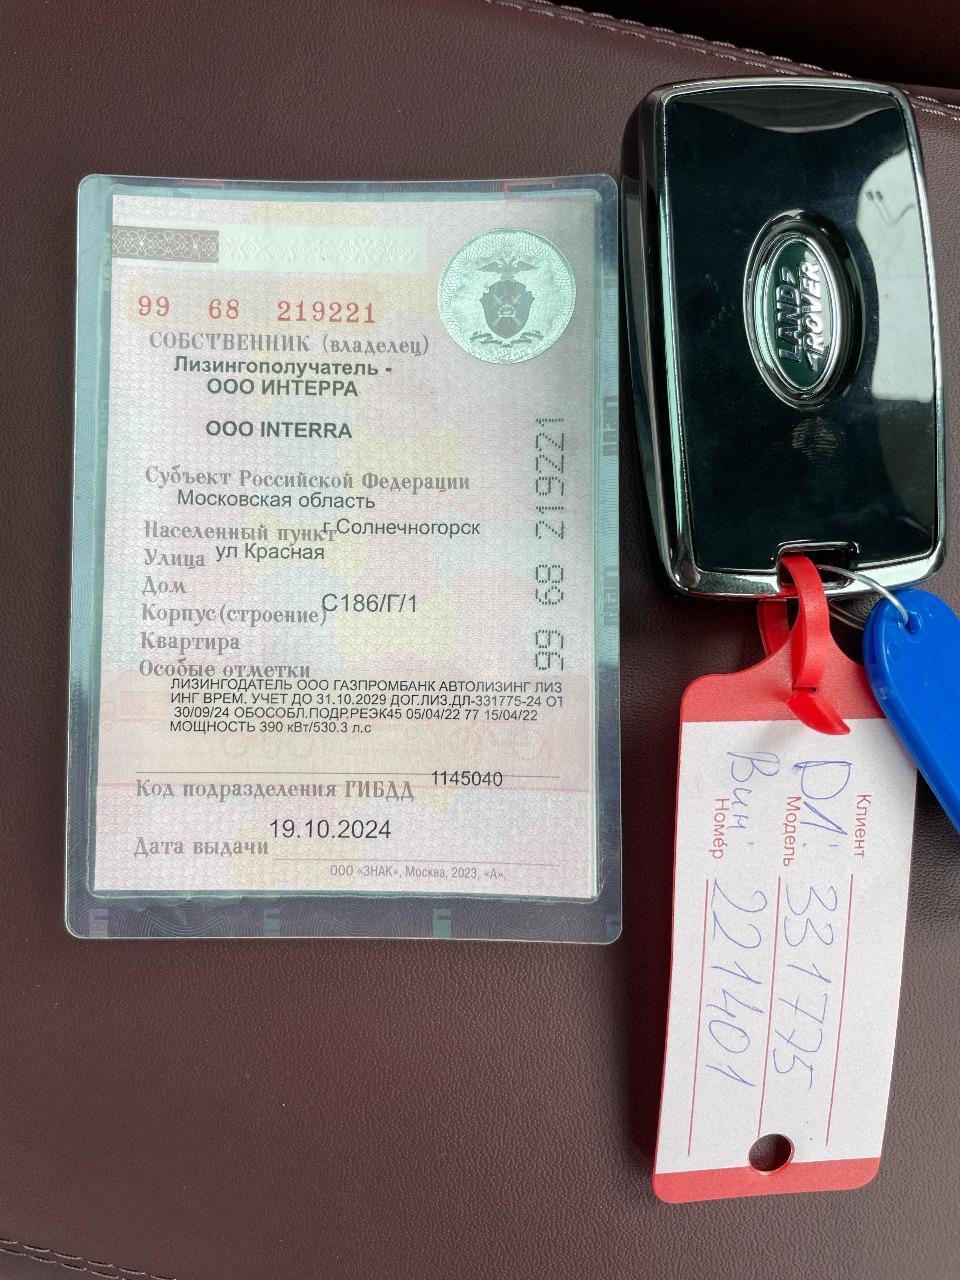 99 68 219221
СОБСТВЕННИК (владелец)
Лизингополучатель -
ООО ИНТЕРРА
ООО INTERRA
Субъект Российской Федерации
Московская область
Населенный пункт г.Солнечногорск
Улица ул Красная
Дом
Корпус(строение) С186/Г/1
Квартира
Особые отметки
ЛИЗИНГОДАТЕЛЬ ООО ГАЗПРОМБАНК АВТОЛИЗИНГ ЛИЗ
ИНГ ВРЕМ. УЧЕТ ДО 31.10.2029 ДОГ.ЛИЗ.ДЛ-331775-24 ОТ
30/09/24 ОБОСОБЛ.ПОДР.РЕЭК45 05/04/22 77 15/04/22
МОЩНОСТЬ 390 кВт/530.3 л.с
Код подразделения ГИБДД 1145040
Дата выдачи 19.10.2024
ООО «ЗНАК», Москва, 2023, «А».
99 68 219221
LAND
ROVER
Клиент
Модель
Номер
ДЛ: 331775
Вин: 221401